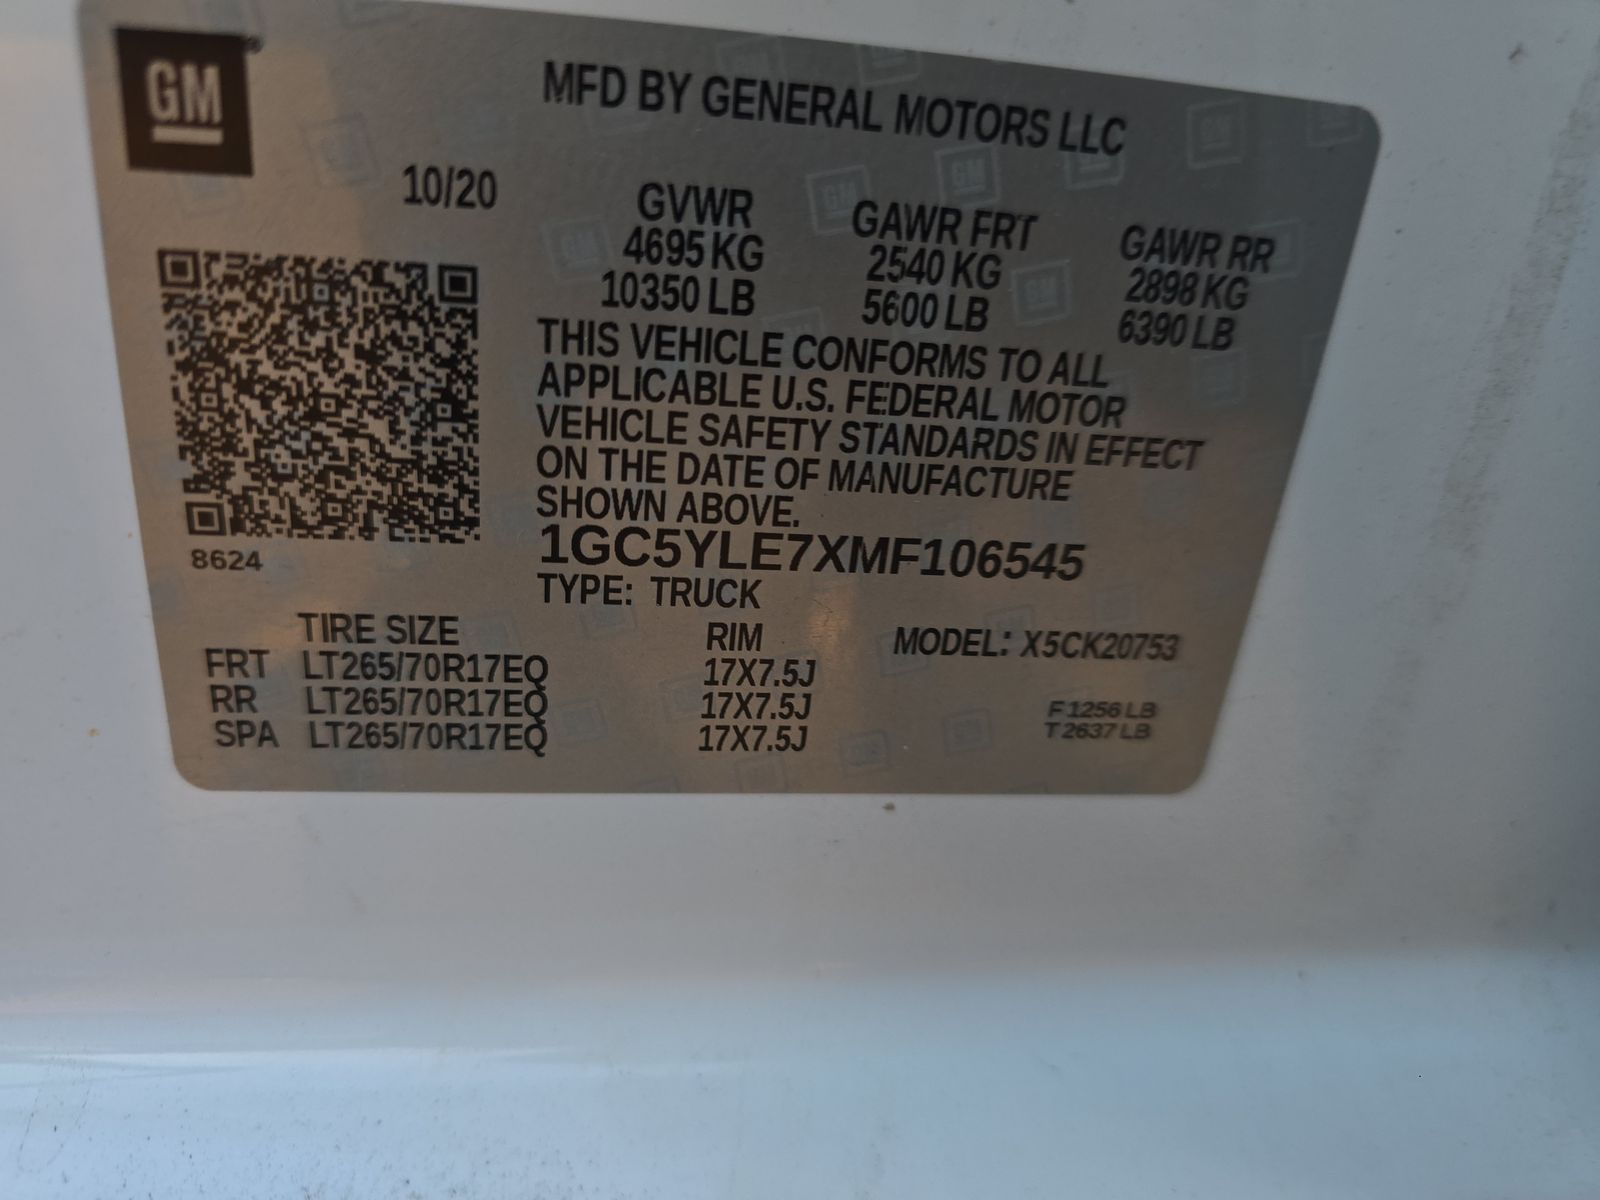 GM
MFD BY GENERAL MOTORS LLC
10/20
GVWR
4695 KG
10350 LB
GAWR FRT
2540 KG
5600 LB
GAWR RR
2898 KG
6390 LB
THIS VEHICLE CONFORMS TO ALL
APPLICABLE U.S. FEDERAL MOTOR
VEHICLE SAFETY STANDARDS IN EFFECT
ON THE DATE OF MANUFACTURE
SHOWN ABOVE.
8624
1GC5YLE7XMF106545
TYPE: TRUCK
TIRE SIZE RIM MODEL: X5CK20753
FRT LT265/70R17EQ 17X7.5J
RR LT265/70R17EQ 17X7.5J
SPA LT265/70R17EQ 17X7.5J
F 1256 LB
T 2637 LB